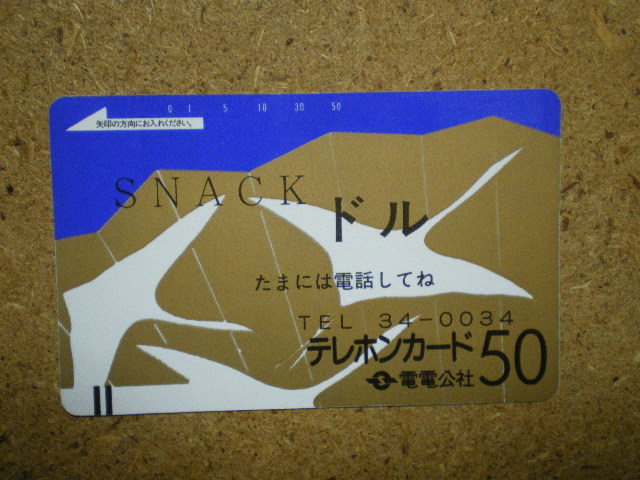 0 1 5 10 30 50
矢印の方向にお入れください。
SNACK
ドル
たまには電話してね
TEL 34-0034
テレホンカード50
電電公社